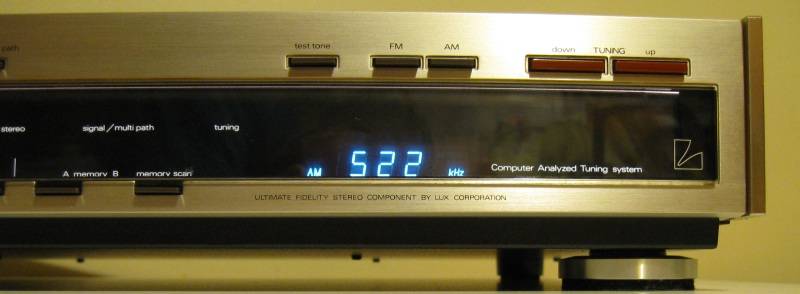 path
test tone
FM
AM
down TUNING up
stereo
signal/multi path
tuning
AM 522 kHz
Computer Analyzed Tuning system
A memory B
memory scan
ULTIMATE FIDELITY STEREO COMPONENT BY LUX CORPORATION